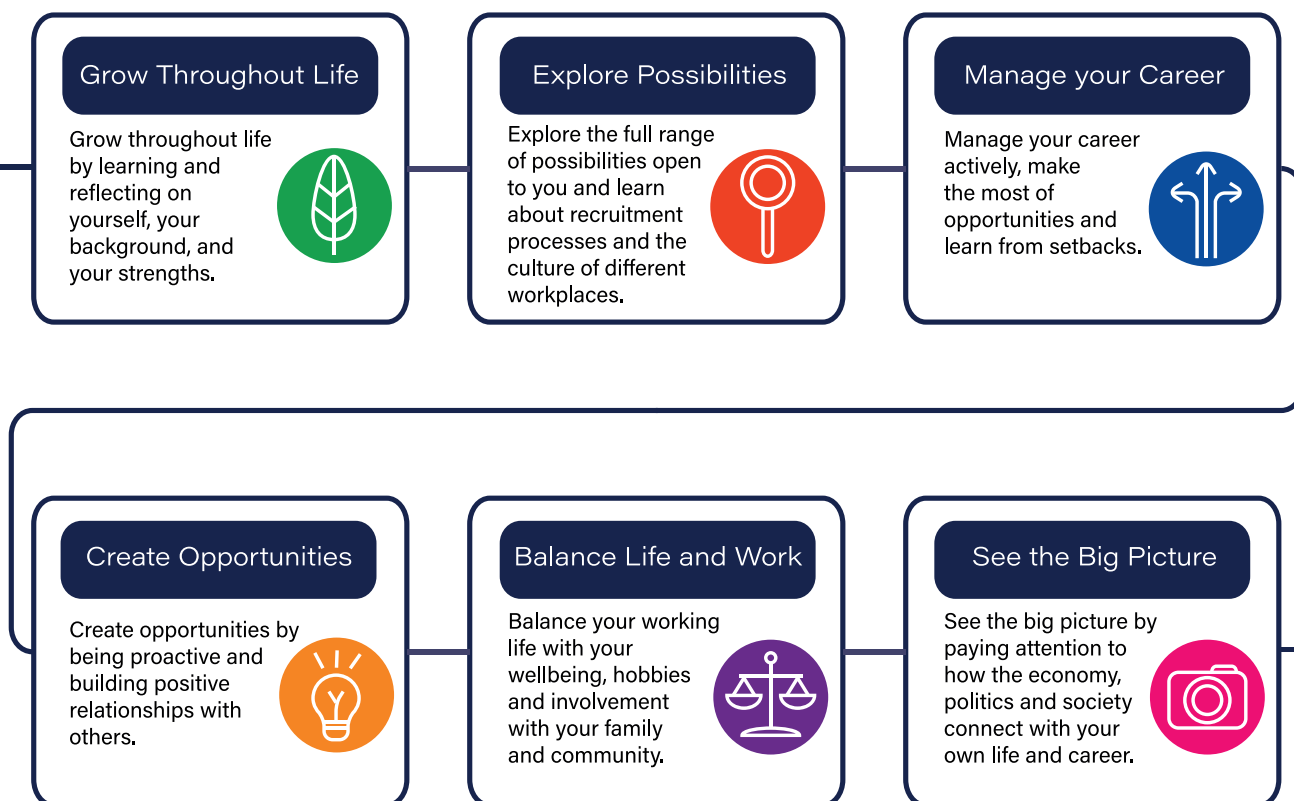 Grow Throughout Life
Grow throughout life
by learning and
reflecting on
yourself, your
background, and
your strengths.
Explore Possibilities
Explore the full range
of possibilities open
to you and learn
about recruitment
processes and the
culture of different
workplaces.
Manage your Career
Manage your career
actively, make
the most of
opportunities and
learn from setbacks.
Create Opportunities
Create opportunities by
being proactive and
building positive
relationships with
others.
Balance Life and Work
Balance your working
life with your
wellbeing, hobbies
and involvement
with your family
and community.
See the Big Picture
See the big picture by
paying attention to
how the economy,
politics and society
connect with your
own life and career.